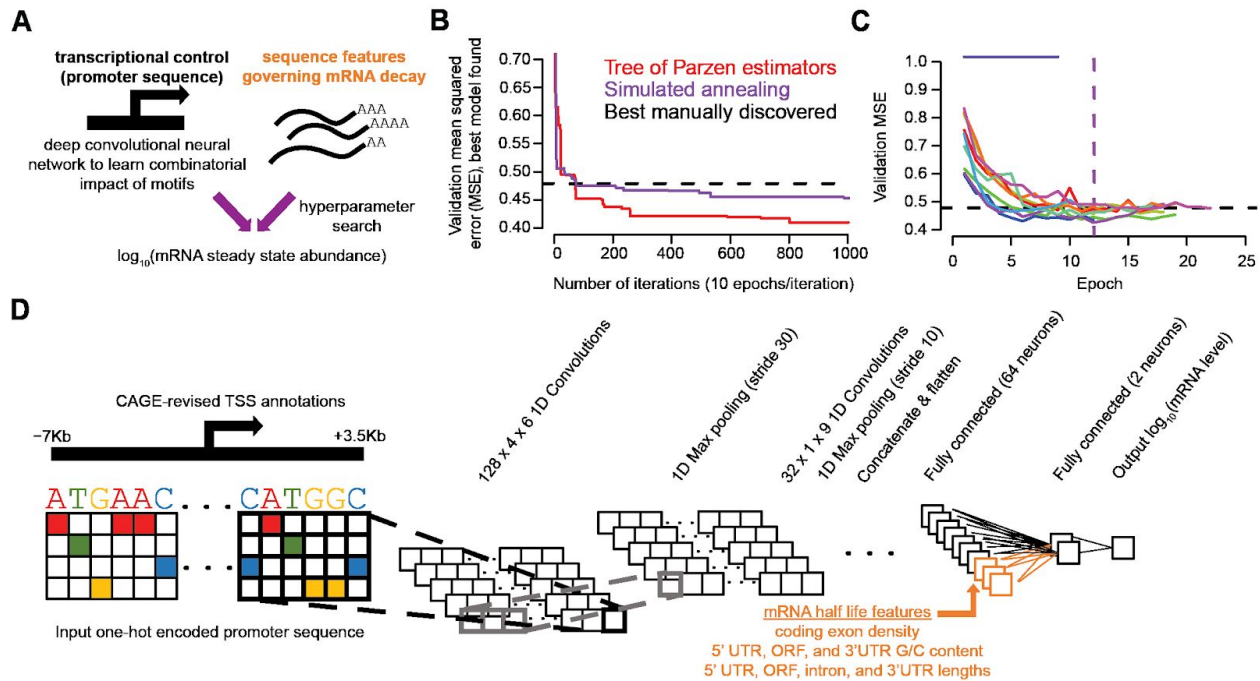 A
transcriptional control
(promoter sequence)
sequence features
governing mRNA decay
AAA
AAAA
AA
deep convolutional neural
network to learn combinatorial
impact of motifs
hyperparameter
search
log₁₀(mRNA steady state abundance)
B
Validation mean squared
error (MSE), best model found
0.70
0.65
0.60
0.55
0.50
0.45
0.40
Tree of Parzen estimators
Simulated annealing
Best manually discovered
0 200 400 600 800 1000
Number of iterations (10 epochs/iteration)
C
Validation MSE
1.0
0.9
0.8
0.7
0.6
0.5
0.4
0 5 10 15 20 25
Epoch
D
CAGE-revised TSS annotations
−7Kb
+3.5Kb
ATGAAC . . . . CATGGC
Input one-hot encoded promoter sequence
128 x 4 x 6 1D Convolutions
1D Max pooling (stride 30)
32 x 1 x 9 1D Convolutions
1D Max pooling (stride 10)
Concatenate & flatten
Fully connected (64 neurons)
Fully connected (2 neurons)
Output log₁₀(mRNA level)
mRNA half life features
coding exon density
5' UTR, ORF, and 3'UTR G/C content
5' UTR, ORF, intron, and 3'UTR lengths